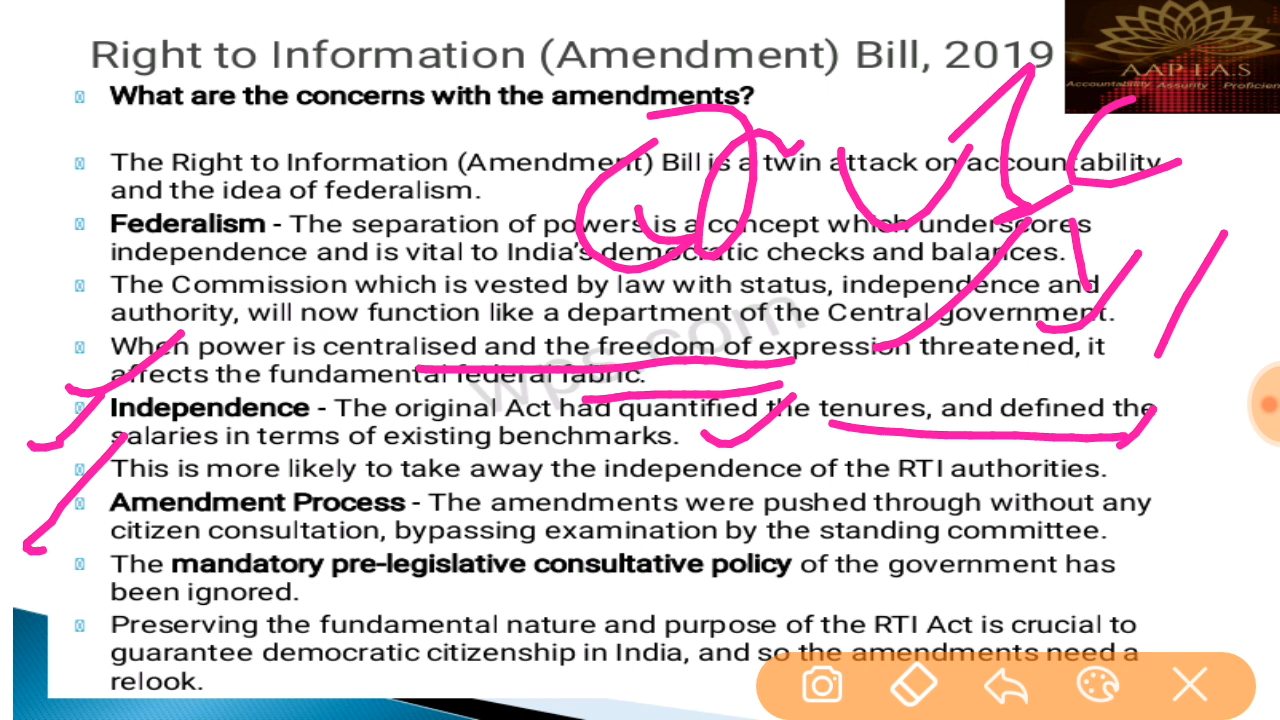 Right to Information (Amendment) Bill, 2019
AAP I.A.S
Accountability Assurity Proficien
What are the concerns with the amendments?
The Right to Information (Amendment) Bill is a twin attack on accountability
and the idea of federalism.
Federalism - The separation of powers is a concept which underscores
independence and is vital to India's democratic checks and balances.
The Commission which is vested by law with status, independence and
authority, will now function like a department of the Central government.
When power is centralised and the freedom of expression threatened, it
affects the fundamental federal fabric.
Independence - The original Act had quantified the tenures, and defined the
salaries in terms of existing benchmarks.
This is more likely to take away the independence of the RTI authorities.
Amendment Process - The amendments were pushed through without any
citizen consultation, bypassing examination by the standing committee.
The mandatory pre-legislative consultative policy of the government has
been ignored.
Preserving the fundamental nature and purpose of the RTI Act is crucial to
guarantee democratic citizenship in India, and so the amendments need a
relook.
wps.com